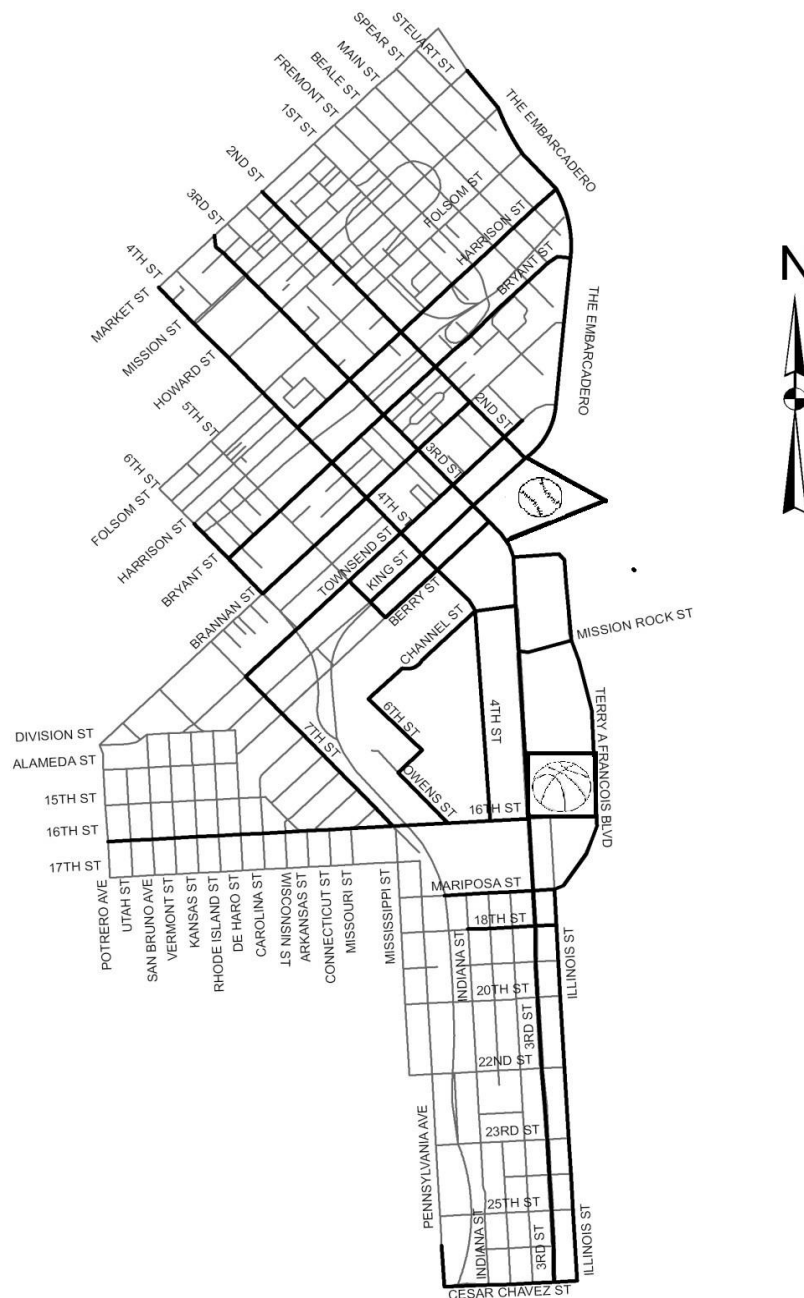 STEUART ST
SPEAR ST
MAIN ST
BEALE ST
FREMONT ST
1ST ST
2ND ST
3RD ST
4TH ST
MARKET ST
MISSION ST
HOWARD ST
5TH ST
6TH ST
FOLSOM ST
HARRISON ST
BRYANT ST
BRANNAN ST
THE EMBARCADERO
FOLSOM ST
HARRISON ST
BRYANT ST
THE EMBARCADERO
N
2ND ST
3RD ST
4TH ST
TOWNSEND ST
KING ST
BERRY ST
CHANNEL ST
MISSION ROCK ST
6TH ST
4TH ST
TERRY A FRANCOIS BLVD
7TH ST
OWENS ST
16TH ST
DIVISION ST
ALAMEDA ST
15TH ST
16TH ST
17TH ST
POTRERO AVE
UTAH ST
SAN BRUNO AVE
VERMONT ST
KANSAS ST
RHODE ISLAND ST
DE HARO ST
CAROLINA ST
WISCONSIN ST
ARKANSAS ST
CONNECTICUT ST
MISSOURI ST
MISSISSIPPI ST
MARIPOSA ST
18TH ST
INDIANA ST
ILLINOIS ST
20TH ST
3RD ST
22ND ST
PENNSYLVANIA AVE
23RD ST
25TH ST
INDIANA ST
3RD ST
ILLINOIS ST
CESAR CHAVEZ ST